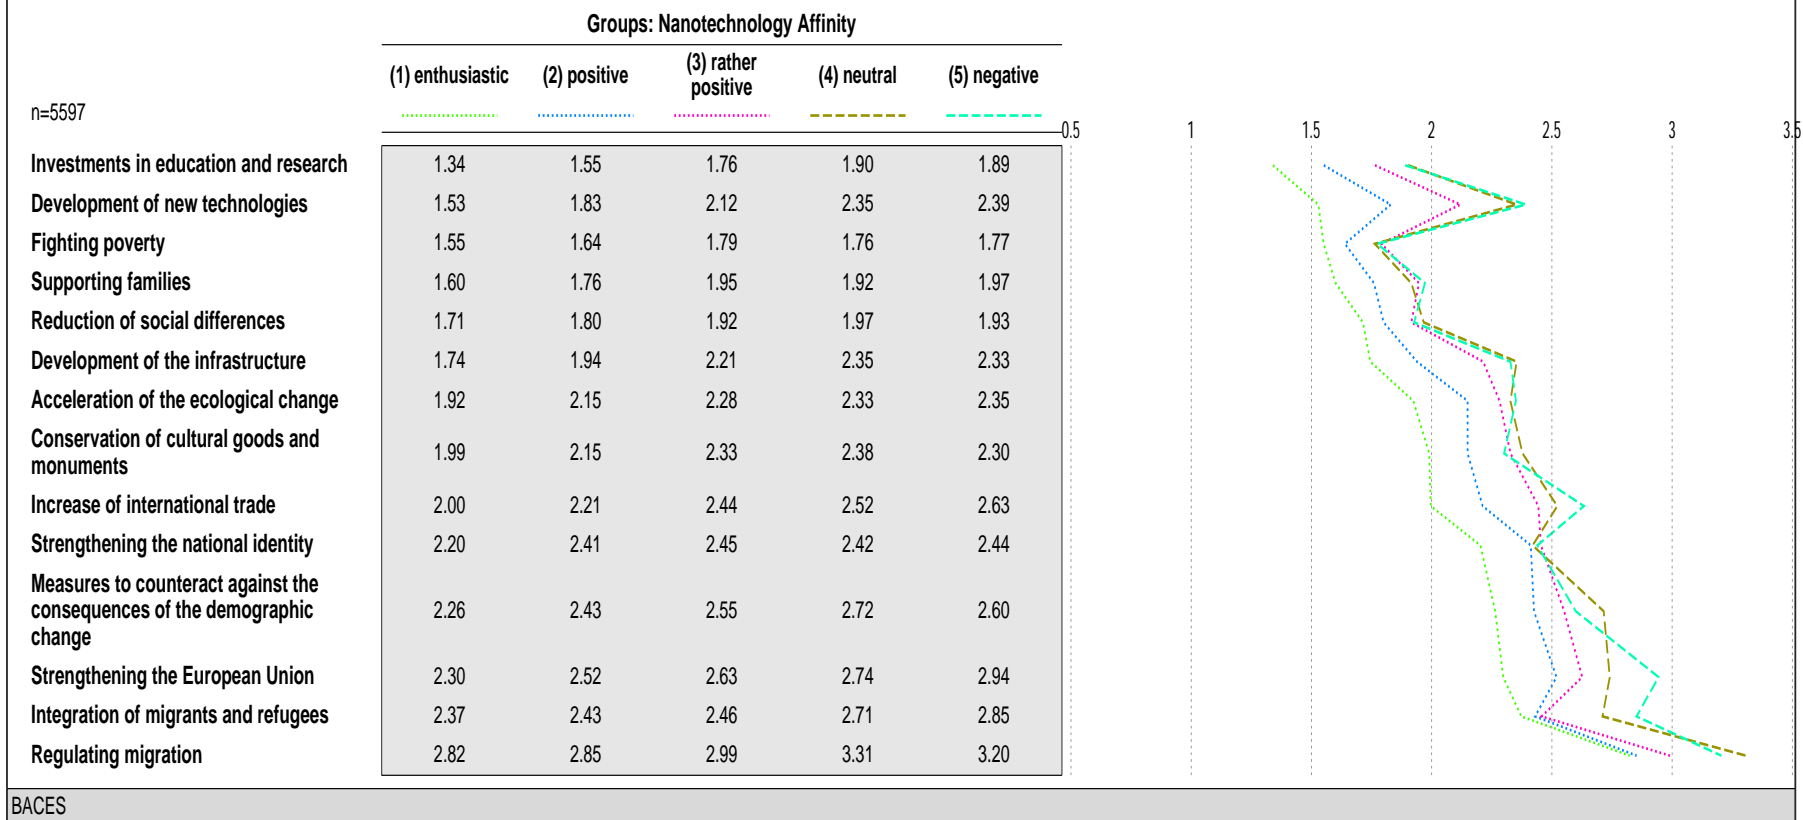 Groups: Nanotechnology Affinity
(1) enthusiastic (2) positive (3) rather positive (4) neutral (5) negative
n=5597
0.5 1 1.5 2 2.5 3 3.5
Investments in education and research 1.34 1.55 1.76 1.90 1.89
Development of new technologies 1.53 1.83 2.12 2.35 2.39
Fighting poverty 1.55 1.64 1.79 1.76 1.77
Supporting families 1.60 1.76 1.95 1.92 1.97
Reduction of social differences 1.71 1.80 1.92 1.97 1.93
Development of the infrastructure 1.74 1.94 2.21 2.35 2.33
Acceleration of the ecological change 1.92 2.15 2.28 2.33 2.35
Conservation of cultural goods and
monuments 1.99 2.15 2.33 2.38 2.30
Increase of international trade 2.00 2.21 2.44 2.52 2.63
Strengthening the national identity 2.20 2.41 2.45 2.42 2.44
Measures to counteract against the
consequences of the demographic 2.26 2.43 2.55 2.72 2.60
change
Strengthening the European Union 2.30 2.52 2.63 2.74 2.94
Integration of migrants and refugees 2.37 2.43 2.46 2.71 2.85
Regulating migration 2.82 2.85 2.99 3.31 3.20
BACES